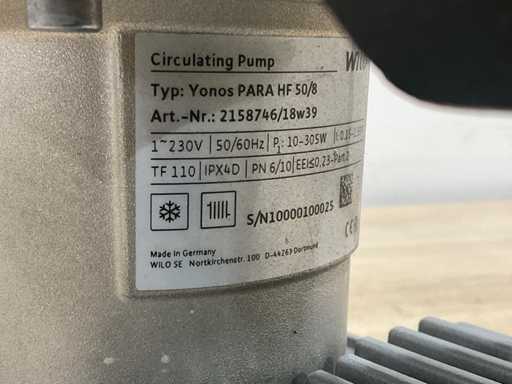 Circulating Pump
Typ: Yonos PARA HF 50/8
Art.-Nr.: 2158746/18w39
1~230V 50/60Hz P1: 10-305W
TF 110 IPX4D PN 6/10 EEI≤0,23-Part.2
S/N10000100025
Made in Germany
WILO SE Nortkirchenstr. 100 D-44263 Dortmund
CE